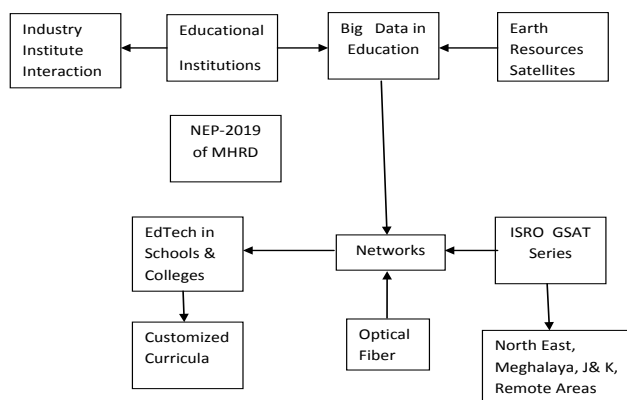 Industry
Institute
Interaction
Educational
Institutions
Big Data in
Education
Earth
Resources
Satellites
NEP-2019
of MHRD
EdTech in
Schools &
Colleges
Networks
ISRO GSAT
Series
Customized
Curricula
Optical
Fiber
North East,
Meghalaya, J& K,
Remote Areas